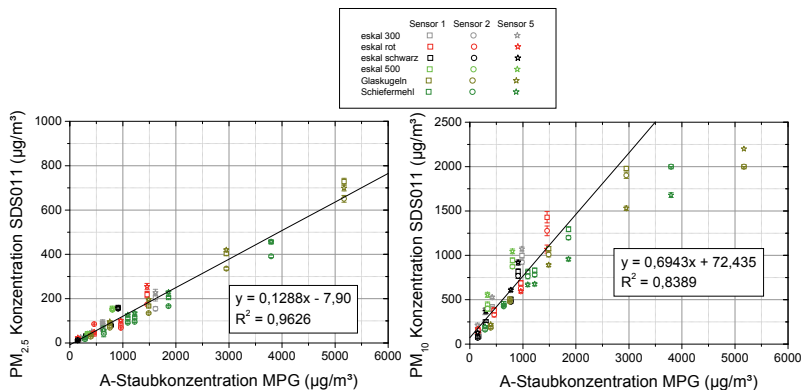 Sensor 1 Sensor 2 Sensor 5
eskal 300
eskal rot
eskal schwarz
eskal 500
Glaskugeln
Schiefermehl
PM2.5 Konzentration SDS011 (µg/m³)
1000
800
600
400
200
0
0 1000 2000 3000 4000 5000 6000
A-Staubkonzentration MPG (µg/m³)
y = 0,1288x - 7,90
R² = 0,9626
PM10 Konzentration SDS011 (µg/m³)
2500
2000
1500
1000
500
0
0 1000 2000 3000 4000 5000 6000
A-Staubkonzentration MPG (µg/m³)
y = 0,6943x + 72,435
R² = 0,8389